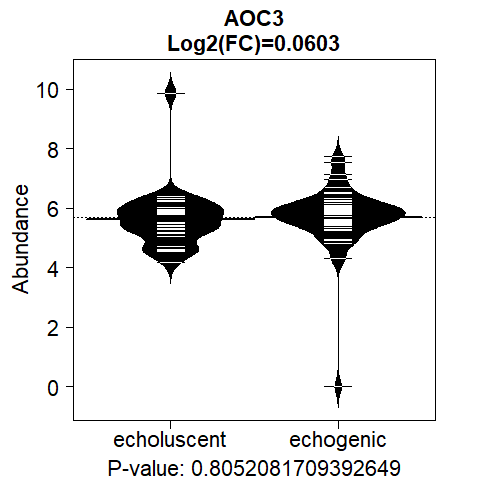 AOC3
Log2(FC)=0.0603
Abundance
10
8
6
4
2
0
echoluscent echogenic
P-value: 0.8052081709392649